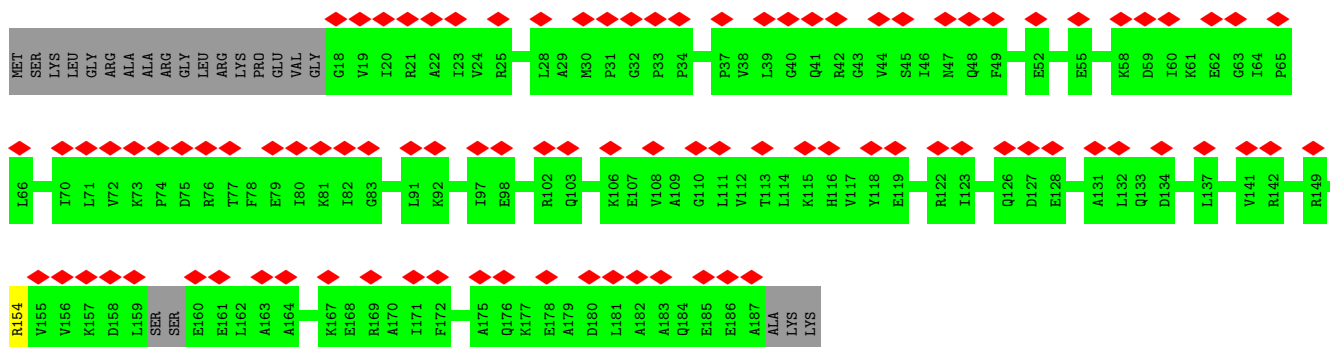 MET SER LYS LEU GLY ARG ALA ALA ARG GLY LEU ARG LYS PRO GLU VAL GLY G18 V19 I20 R21 A22 I23 V24 R25 L28 A29 M30 P31 G32 P33 P34 P37 V38 L39 G40 Q41 R42 G43 V44 S45 I46 N47 Q48 F49 E52 E55 K58 D59 I60 K61 E62 G63 I64 P65
L66 I70 L71 V72 K73 P74 D75 R76 T77 F78 E79 I80 K81 I82 G83 L91 K92 I97 E98 R102 Q103 K106 E107 V108 A109 G110 L111 V112 T113 L114 K115 H116 V117 Y118 E119 R122 I123 Q126 D127 E128 A131 L132 Q133 D134 L137 V141 R142 R149
R154 V155 V156 K157 D158 L159 SER SER E160 E161 L162 A163 A164 K167 E168 R169 A170 I171 F172 A175 Q176 K177 E178 A179 D180 L181 A182 A183 Q184 E185 E186 A187 ALA LYS LYS